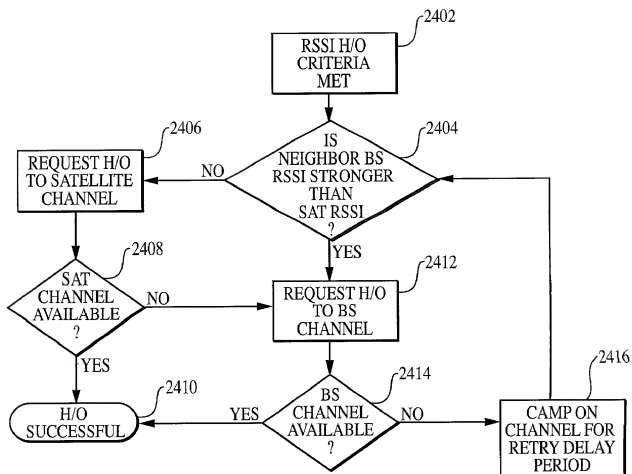 2402
RSSI H/O
CRITERIA
MET
2404
IS
NEIGHBOR BS
RSSI STRONGER
THAN
SAT RSSI
?
NO
YES
2406
REQUEST H/O
TO SATELLITE
CHANNEL
2408
SAT
CHANNEL
AVAILABLE
?
NO
YES
2412
REQUEST H/O
TO BS
CHANNEL
2410
H/O
SUCCESSFUL
2414
BS
CHANNEL
AVAILABLE
?
YES
NO
2416
CAMP ON
CHANNEL FOR
RETRY DELAY
PERIOD